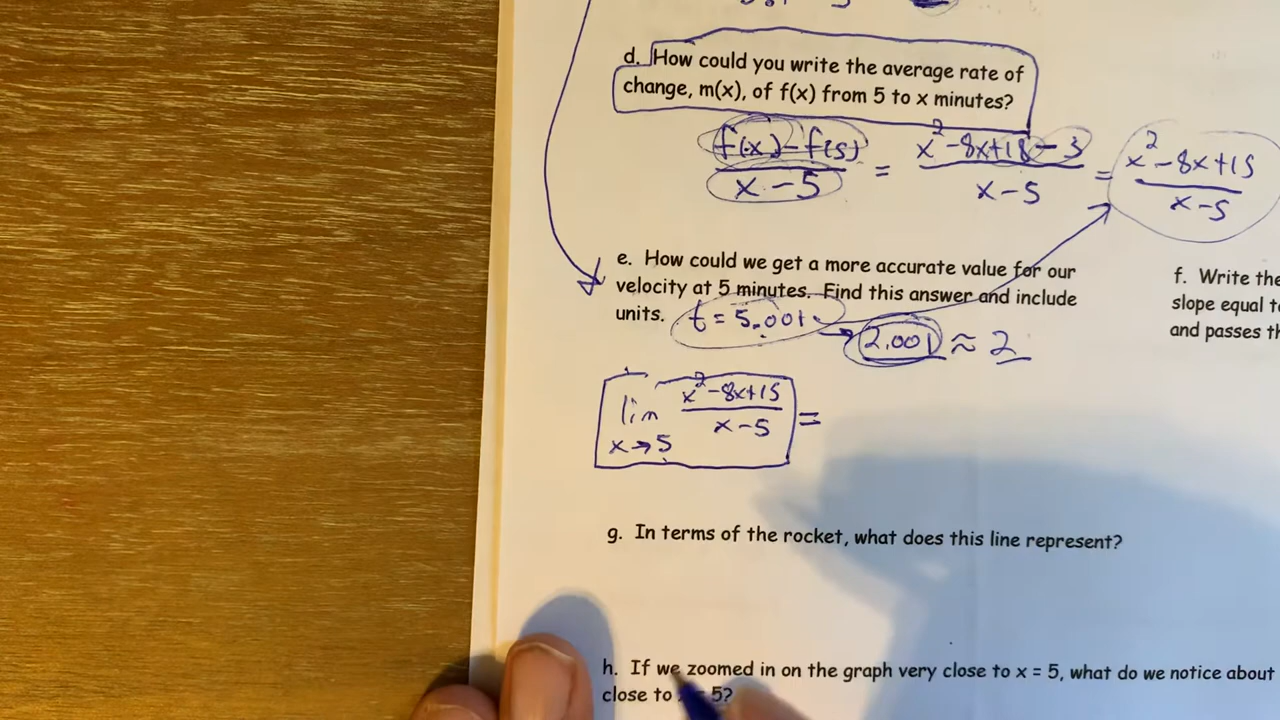 d. How could you write the average rate of
change, m(x), of f(x) from 5 to x minutes?
f(x) - f(5) / x - 5 = x² - 8x + 18 - 3 / x - 5 = x² - 8x + 15 / x - 5
e. How could we get a more accurate value for our
velocity at 5 minutes. Find this answer and include
units. t = 5.001 → 2.001 ≈ 2
lim x→5 x² - 8x + 15 / x - 5 =
f. Write the
slope equal
and passes
g. In terms of the rocket, what does this line represent?
h. If we zoomed in on the graph very close to x = 5, what do we notice about
close to = 5?